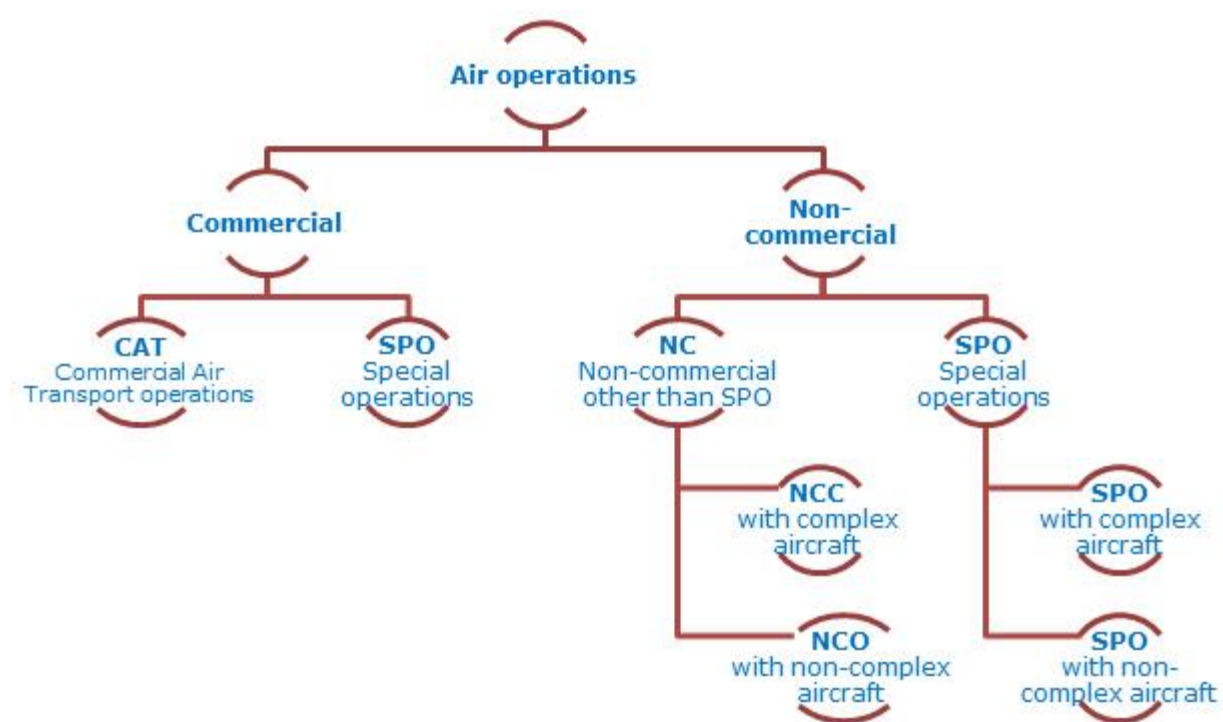 Air operations
Commercial
Non-
commercial
CAT
Commercial Air
Transport operations
SPO
Special
operations
NC
Non-commercial
other than SPO
SPO
Special
operations
NCC
with complex
aircraft
SPO
with complex
aircraft
NCO
with non-complex
aircraft
SPO
with non-
complex aircraft